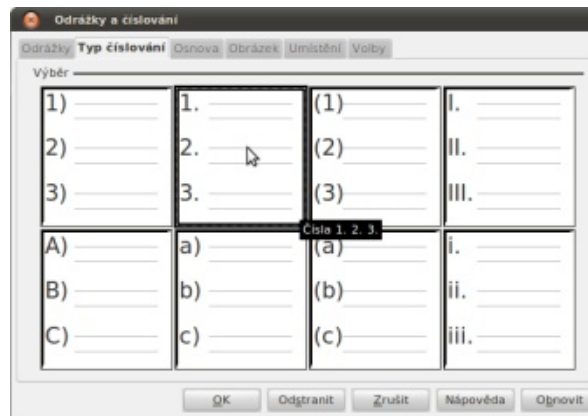 Odrážky a číslování
Odrážky Typ číslování Osnova Obrázek Umístění Volby
Výběr
1) 1. (1) I.
2) 2. (2) II.
3) 3. (3) III.
Čísla 1. 2. 3.
A) a) (a) i.
B) b) (b) ii.
C) c) (c) iii.
OK Odstranit Zrušit Nápověda Obnovit